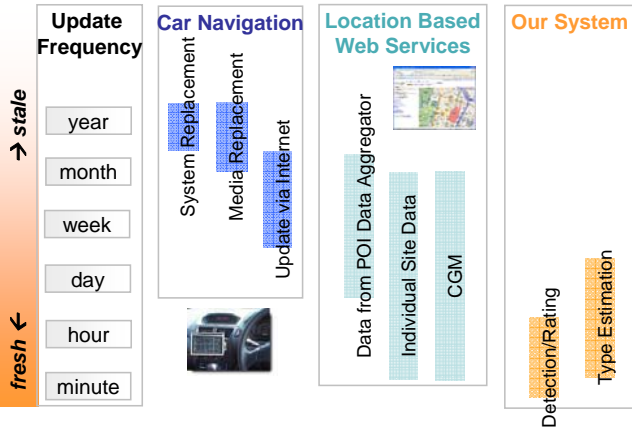 Update
Frequency
Car Navigation
Location Based
Web Services
Our System
→ stale
fresh ←
year
month
week
day
hour
minute
System Replacement
Media Replacement
Update via Internet
Data from POI Data Aggregator
Individual Site Data
CGM
Detection/Rating
Type Estimation